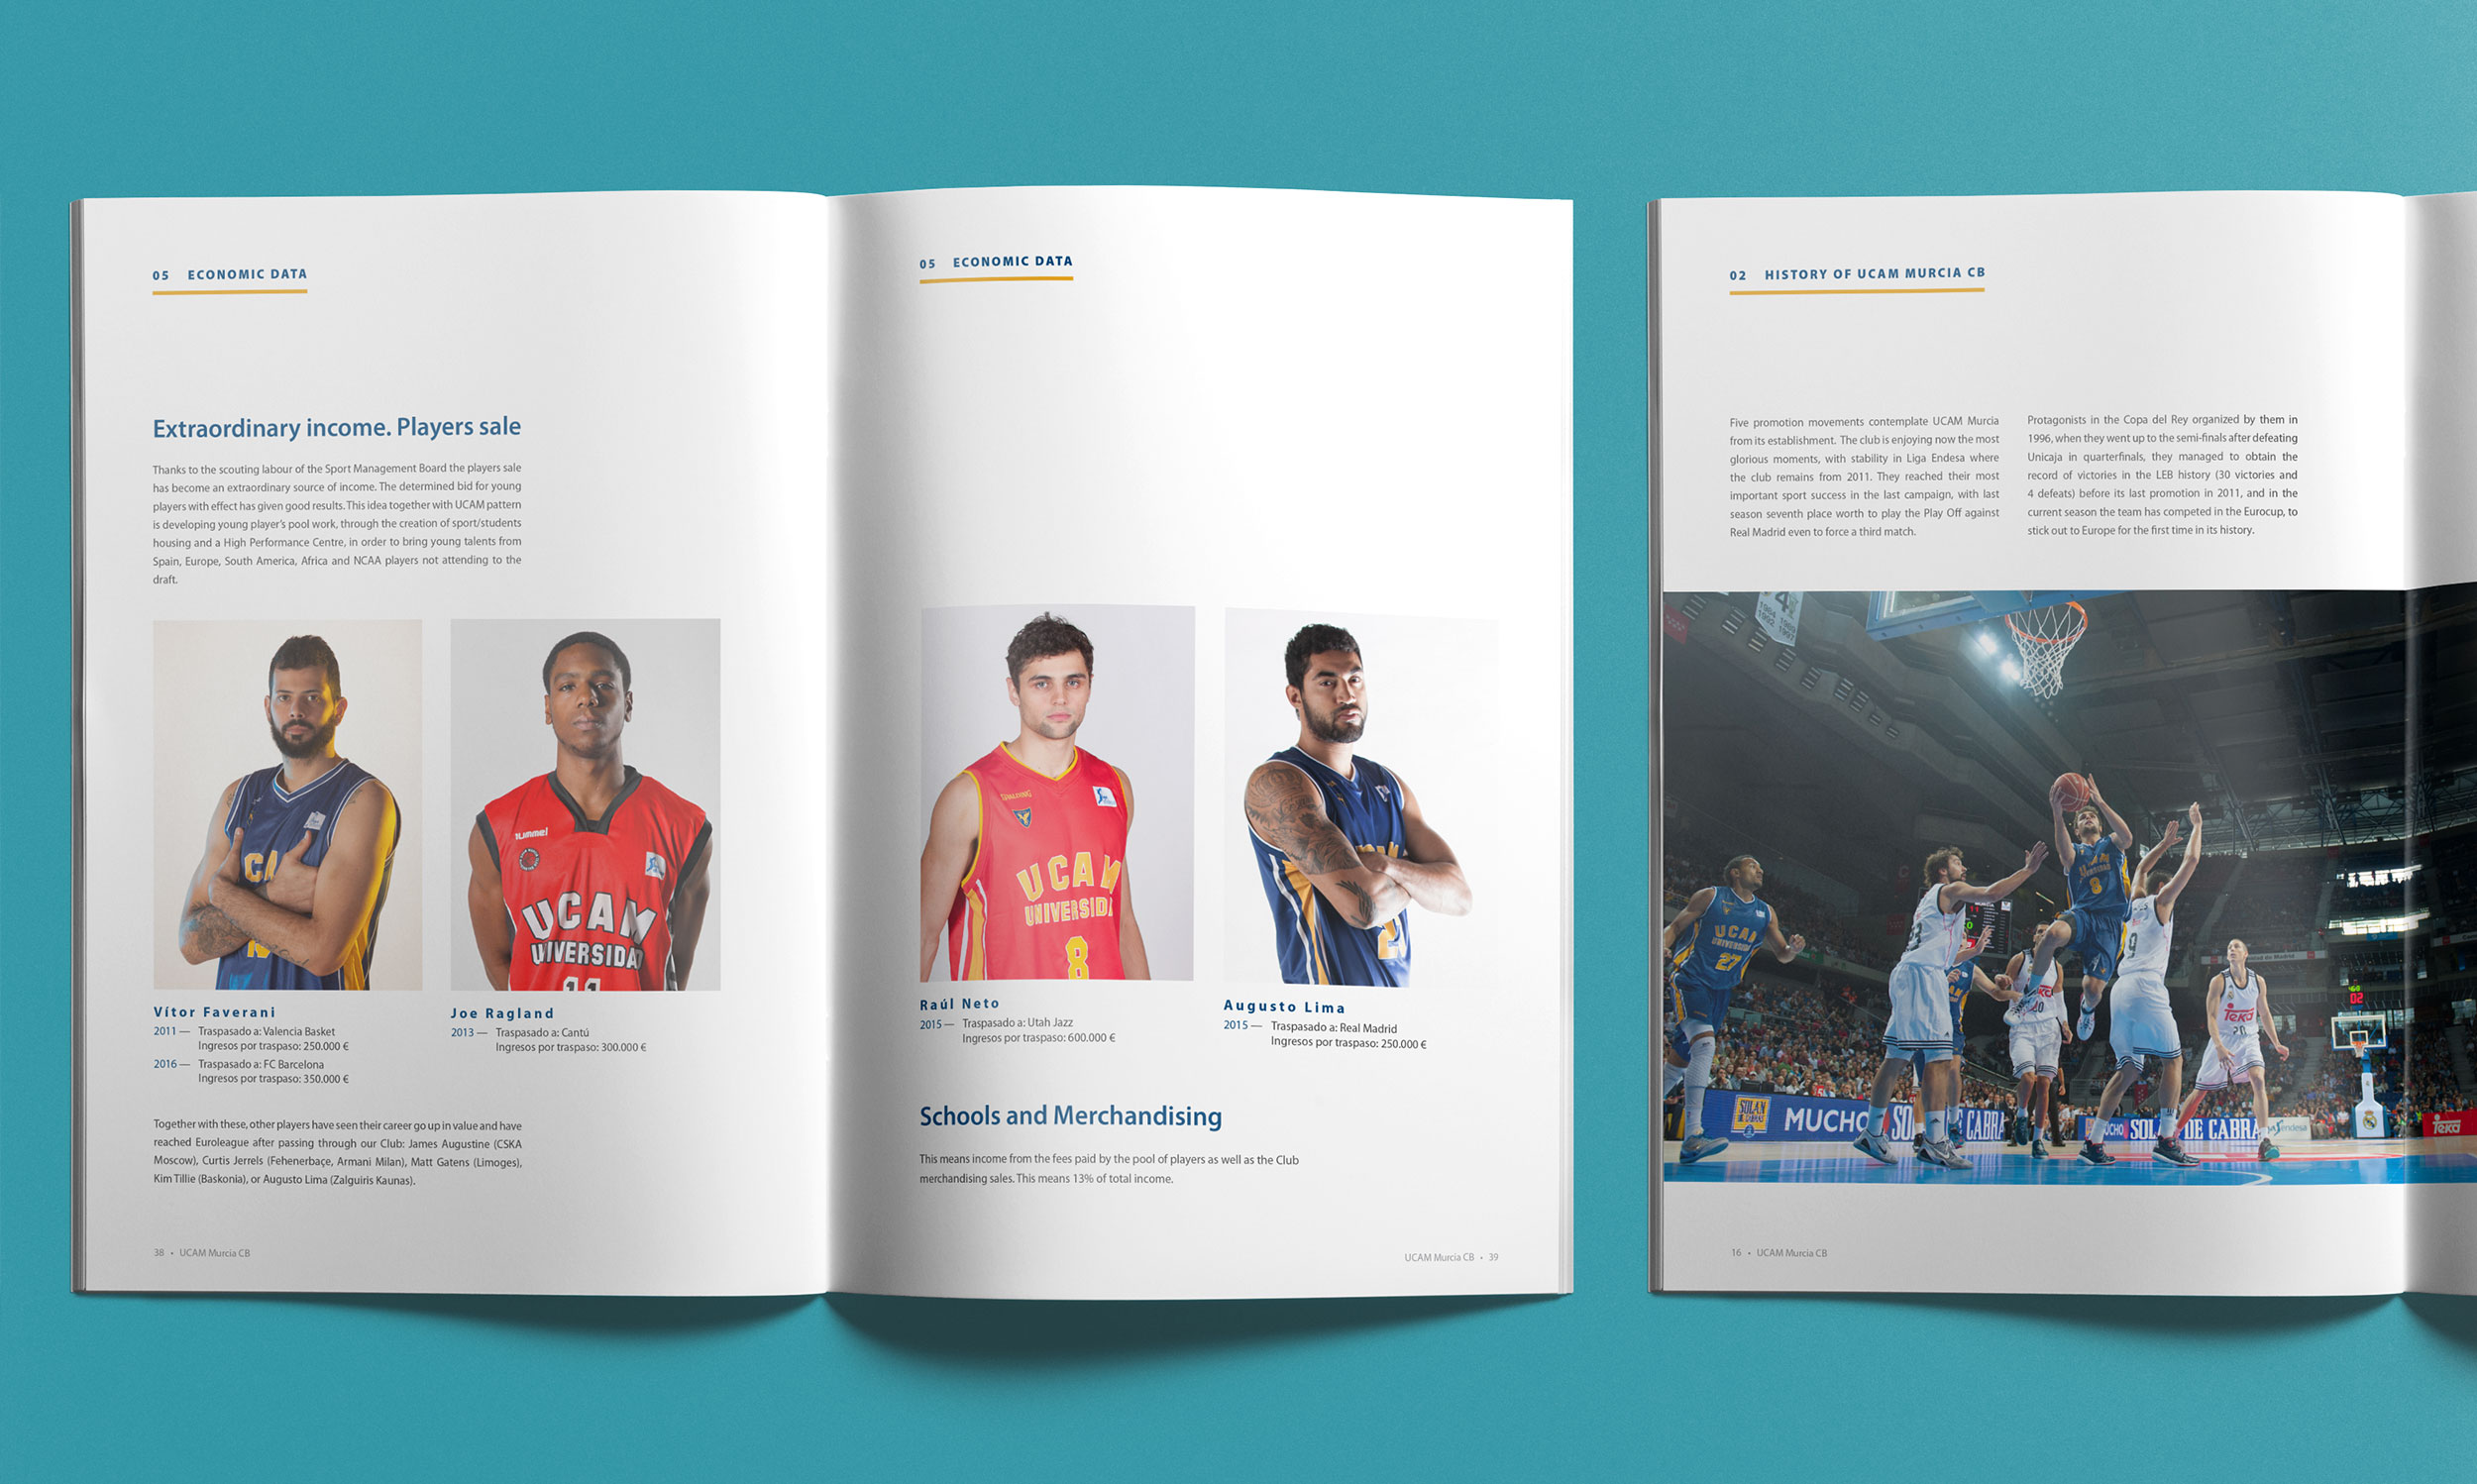 05 ECONOMIC DATA
Extraordinary income. Players sale
Thanks to the scouting labour of the Sport Management Board the players sale
has become an extraordinary source of income. The determined bid for young
players with effect has given good results. This idea together with UCAM pattern
is developing young player's pool work, through the creation of sport/students
housing and a High Performance Centre, in order to bring young talents from
Spain, Europe, South America, Africa and NCAA players not attending to the
draft.
CA
hummel
UCAM
UNIVERSIDA
11
Vítor Faverani
2011 — Traspasado a: Valencia Basket
Ingresos por traspaso: 250.000 €
2016 — Traspasado a: FC Barcelona
Ingresos por traspaso: 350.000 €
Joe Ragland
2013 — Traspasado a: Cantú
Ingresos por traspaso: 300.000 €
Together with these, other players have seen their career go up in value and have
reached Euroleague after passing through our Club: James Augustine (CSKA
Moscow), Curtis Jerrels (Fehenerbaçe, Armani Milan), Matt Gatens (Limoges),
Kim Tillie (Baskonia), or Augusto Lima (Zalguiris Kaunas).
38 • UCAM Murcia CB
05 ECONOMIC DATA
SPALDING
UCAM
UNIVERSIDA
8
Raúl Neto
2015 — Traspasado a: Utah Jazz
Ingresos por traspaso: 600.000 €
Augusto Lima
2015 — Traspasado a: Real Madrid
Ingresos por traspaso: 250.000 €
Schools and Merchandising
This means income from the fees paid by the pool of players as well as the Club
merchandising sales. This means 13% of total income.
UCAM Murcia CB • 39
02 HISTORY OF UCAM MURCIA CB
Five promotion movements contemplate UCAM Murcia
from its establishment. The club is enjoying now the most
glorious moments, with stability in Liga Endesa where
the club remains from 2011. They reached their most
important sport success in the last campaign, with last
season seventh place worth to play the Play Off against
Real Madrid even to force a third match.
Protagonists in the Copa del Rey organized by them in
1996, when they went up to the semi-finals after defeating
Unicaja in quarterfinals, they managed to obtain the
record of victories in the LEB history (30 victories and
4 defeats) before its last promotion in 2011, and in the
current season the team has competed in the Eurocup, to
stick out to Europe for the first time in its history.
UCAM
UNIVERSIDAD
27
8
9
Teka
20
02
SOLAN
DE CABRAS
MUCHO SO E CABRA
MUCHO SOL DE CABRA
Endesa
Teka
16 • UCAM Murcia CB